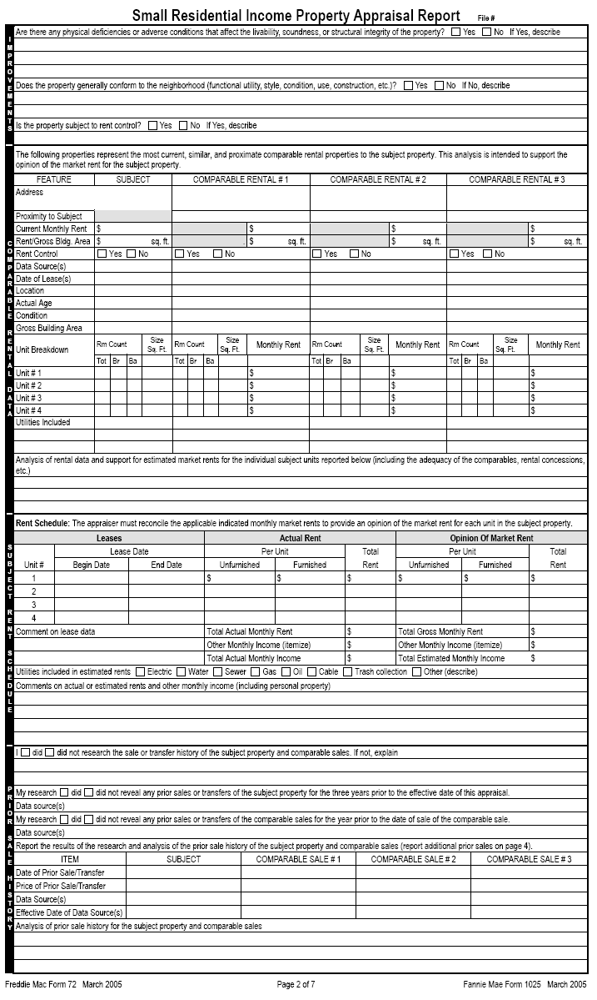 Small Residential Income Property Appraisal Report File #
IMPROVEMENTS
Are there any physical deficiencies or adverse conditions that affect the livability, soundness, or structural integrity of the property? Yes No If Yes, describe
Does the property generally conform to the neighborhood (functional utility, style, condition, use, construction, etc.)? Yes No If No, describe
Is the property subject to rent control? Yes No If Yes, describe
COMPARABLE RENTAL DATA
The following properties represent the most current, similar, and proximate comparable rental properties to the subject property. This analysis is intended to support the
opinion of the market rent for the subject property.
FEATURE SUBJECT COMPARABLE RENTAL # 1 COMPARABLE RENTAL # 2 COMPARABLE RENTAL # 3
Address
Proximity to Subject
Current Monthly Rent $ $ $ $
Rent/Gross Bldg. Area $ sq. ft. . $ sq. ft. $ sq. ft. $ sq. ft.
Rent Control Yes No Yes No Yes No Yes No
Data Source(s)
Date of Lease(s)
Location
Actual Age
Condition
Gross Building Area
Unit Breakdown Rm Count Size Sq. Ft. Rm Count Size Sq. Ft. Monthly Rent Rm Count Size Sq. Ft. Monthly Rent Rm Count Size Sq. Ft. Monthly Rent
Tot Br Ba Tot Br Ba Tot Br Ba Tot Br Ba
Unit # 1 $ $ $
Unit # 2 $ $ $
Unit # 3 $ $ $
Unit # 4 $ $ $
Utilities Included
Analysis of rental data and support for estimated market rents for the individual subject units reported below (including the adequacy of the comparables, rental concessions,
etc.)
SUBJECT RENT SCHEDULE
Rent Schedule: The appraiser must reconcile the applicable indicated monthly market rents to provide an opinion of the market rent for each unit in the subject property.
Leases Actual Rent Opinion Of Market Rent
Lease Date Per Unit Total Per Unit Total
Unit # Begin Date End Date Unfurnished Furnished Rent Unfurnished Furnished Rent
1 $ $ $ $ $ $
2
3
4
Comment on lease data Total Actual Monthly Rent $ Total Gross Monthly Rent $
Other Monthly Income (itemize) $ Other Monthly Income (itemize) $
Total Actual Monthly Income $ Total Estimated Monthly Income $
Utilities included in estimated rents Electric Water Sewer Gas Oil Cable Trash collection Other (describe)
Comments on actual or estimated rents and other monthly income (including personal property)
PRIOR SALE HISTORY
I did did not research the sale or transfer history of the subject property and comparable sales. If not, explain
My research did did not reveal any prior sales or transfers of the subject property for the three years prior to the effective date of this appraisal.
Data source(s)
My research did did not reveal any prior sales or transfers of the comparable sales for the year prior to the date of sale of the comparable sale.
Data source(s)
Report the results of the research and analysis of the prior sale history of the subject property and comparable sales (report additional prior sales on page 4).
ITEM SUBJECT COMPARABLE SALE # 1 COMPARABLE SALE # 2 COMPARABLE SALE # 3
Date of Prior Sale/Transfer
Price of Prior Sale/Transfer
Data Source(s)
Effective Date of Data Source(s)
Analysis of prior sale history for the subject property and comparable sales
Freddie Mac Form 72 March 2005 Page 2 of 7 Fannie Mae Form 1025 March 2005